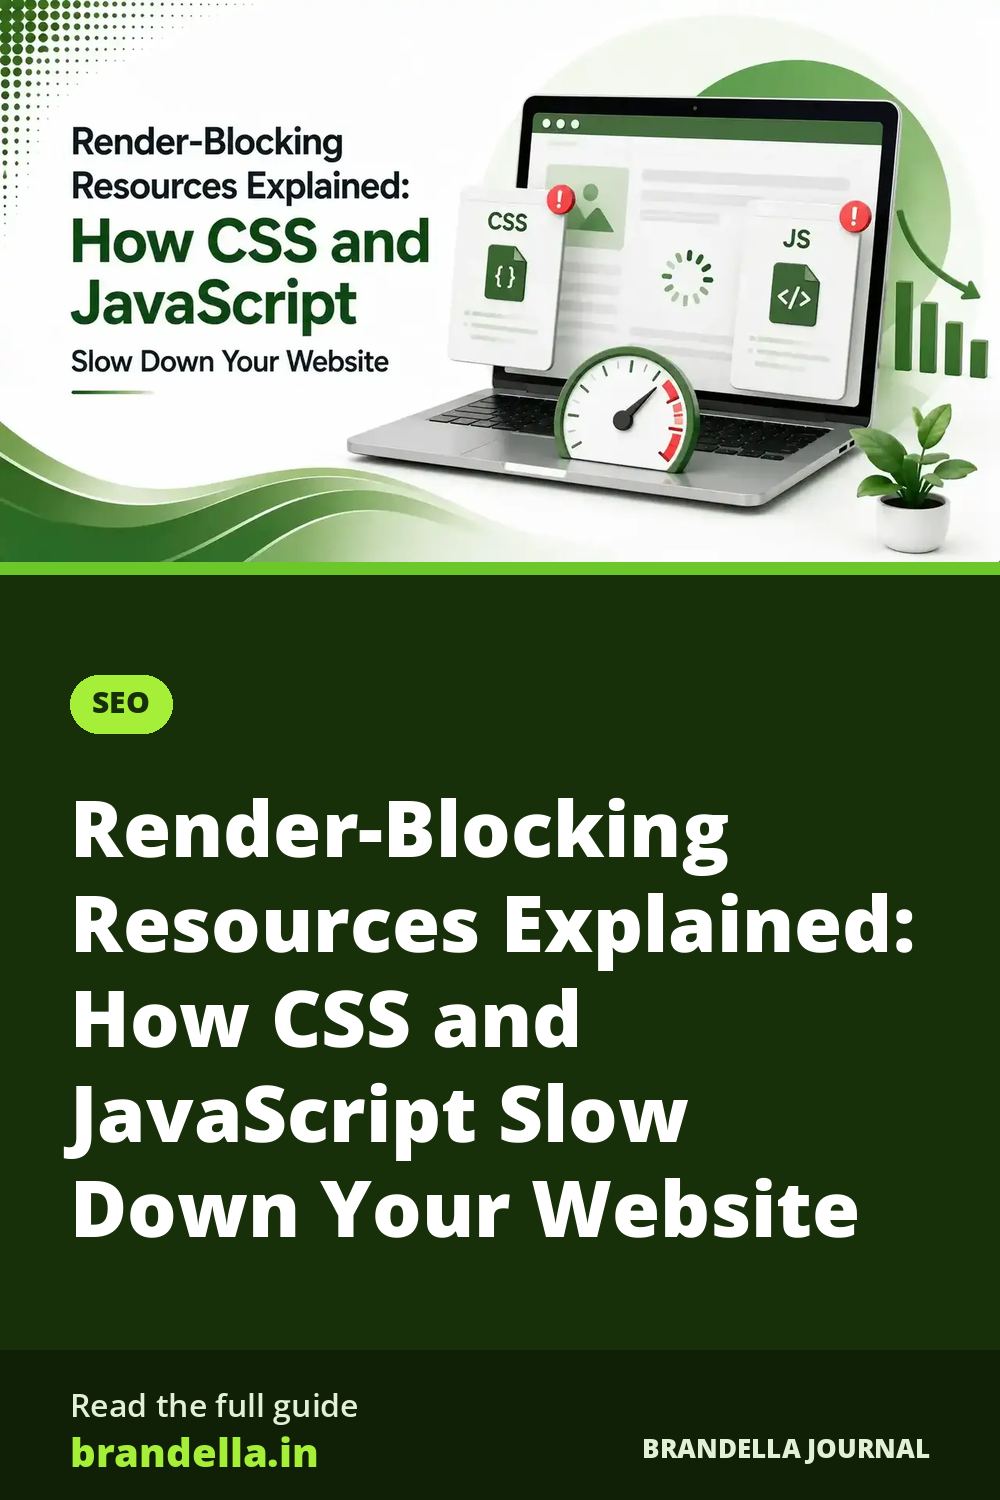 Render-Blocking
Resources Explained:
How CSS and
JavaScript
Slow Down Your Website
CSS
{ }
!
JS
</>
!
SEO
Render-Blocking
Resources Explained:
How CSS and
JavaScript Slow
Down Your Website
Read the full guide
brandella.in
BRANDELLA JOURNAL